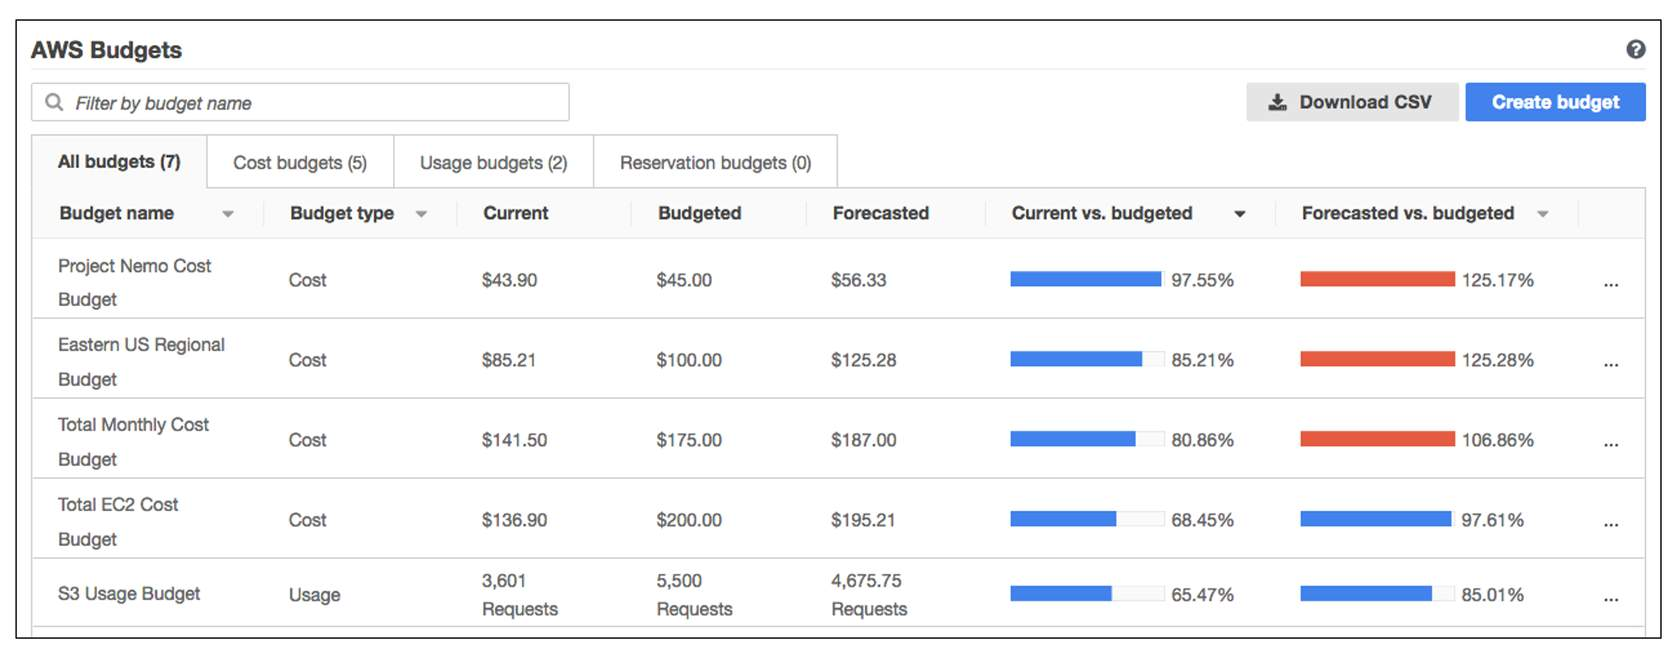 AWS Budgets
Filter by budget name
Download CSV
Create budget
All budgets (7)
Cost budgets (5)
Usage budgets (2)
Reservation budgets (0)
Budget name
Budget type
Current
Budgeted
Forecasted
Current vs. budgeted
Forecasted vs. budgeted
Project Nemo Cost
Budget
Cost
$43.90
$45.00
$56.33
97.55%
125.17%
...
Eastern US Regional
Budget
Cost
$85.21
$100.00
$125.28
85.21%
125.28%
...
Total Monthly Cost
Budget
Cost
$141.50
$175.00
$187.00
80.86%
106.86%
...
Total EC2 Cost
Budget
Cost
$136.90
$200.00
$195.21
68.45%
97.61%
...
S3 Usage Budget
Usage
3,601
Requests
5,500
Requests
4,675.75
Requests
65.47%
85.01%
...